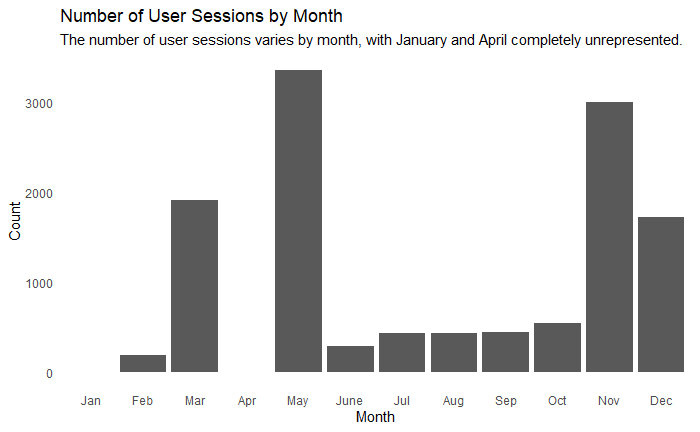 Number of User Sessions by Month
The number of user sessions varies by month, with January and April completely unrepresented.
3000
2000
1000
0
Count
Jan Feb Mar Apr May June Jul Aug Sep Oct Nov Dec
Month